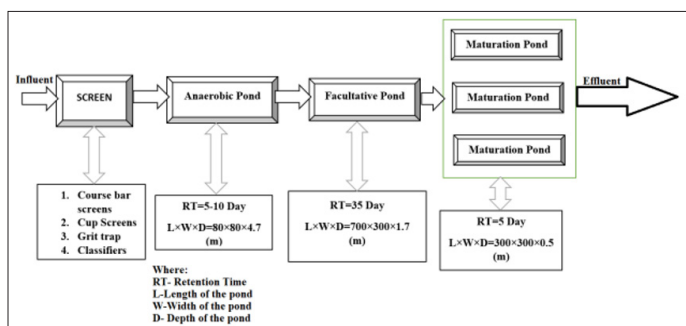 Influent
SCREEN
Anaerobic Pond
Facultative Pond
Maturation Pond
Maturation Pond
Maturation Pond
Effluent
1. Course bar
screens
2. Cup Screens
3. Grit trap
4. Classifiers
RT=5-10 Day
L×W×D=80×80×4.7
(m)
RT=35 Day
L×W×D=700×300×1.7
(m)
RT=5 Day
L×W×D=300×300×0.5
(m)
Where:
RT- Retention Time
L-Length of the pond
W-Width of the pond
D- Depth of the pond